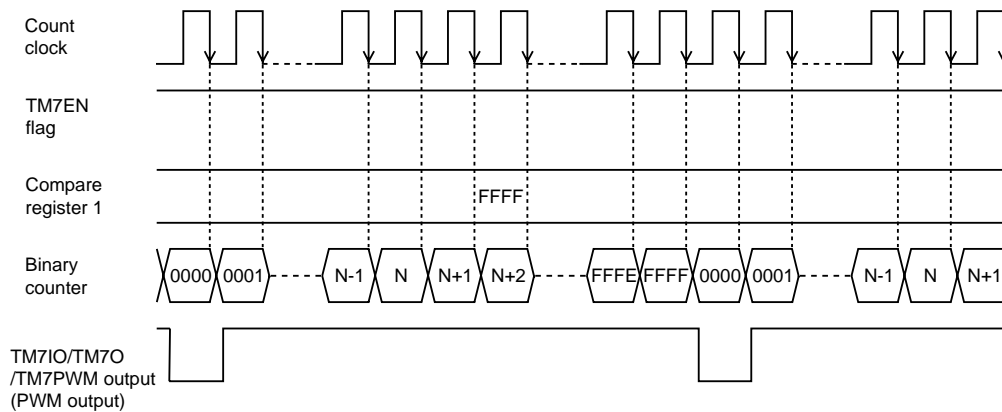 Count
clock
TM7EN
flag
Compare
register 1
FFFF
Binary
counter
0000 0001 N-1 N N+1 N+2 FFFE FFFF 0000 0001 N-1 N N+1
TM7IO/TM7O
/TM7PWM output
(PWM output)